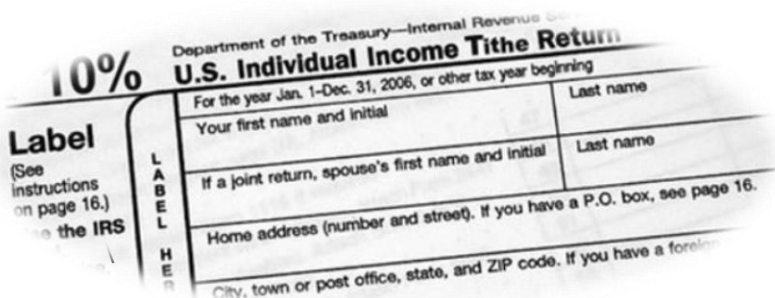 Department of the Treasury—Internal Revenue
10% U.S. Individual Income Tithe Return
For the year Jan. 1–Dec. 31, 2006, or other tax year beginning
Label
(See
instructions
on page 16.)
the IRS
LABEL
HER
Your first name and initial
Last name
If a joint return, spouse's first name and initial
Last name
Home address (number and street). If you have a P.O. box, see page 16.
City, town or post office, state, and ZIP code. If you have a foreign